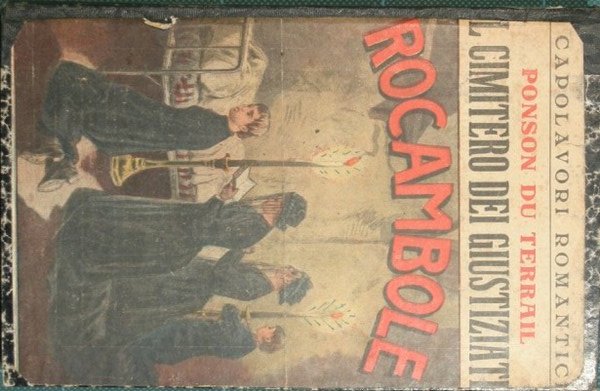 CAPOLAVORI ROMANTIC
PONSON DU TERRAIL
L CIMITERO DEI GIUSTIZIAT
ROCAMBOLE